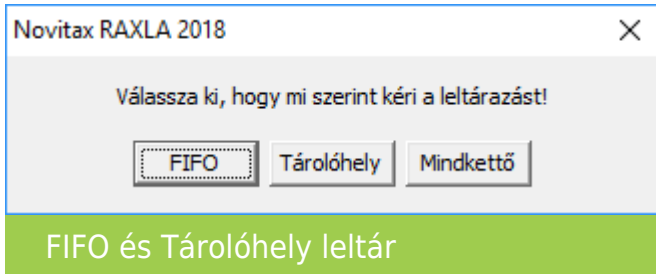 Novitax RAXLA 2018
Válassza ki, hogy mi szerint kéri a leltárazást!
FIFO Tárolóhely Mindkettő
FIFO és Tárolóhely leltár